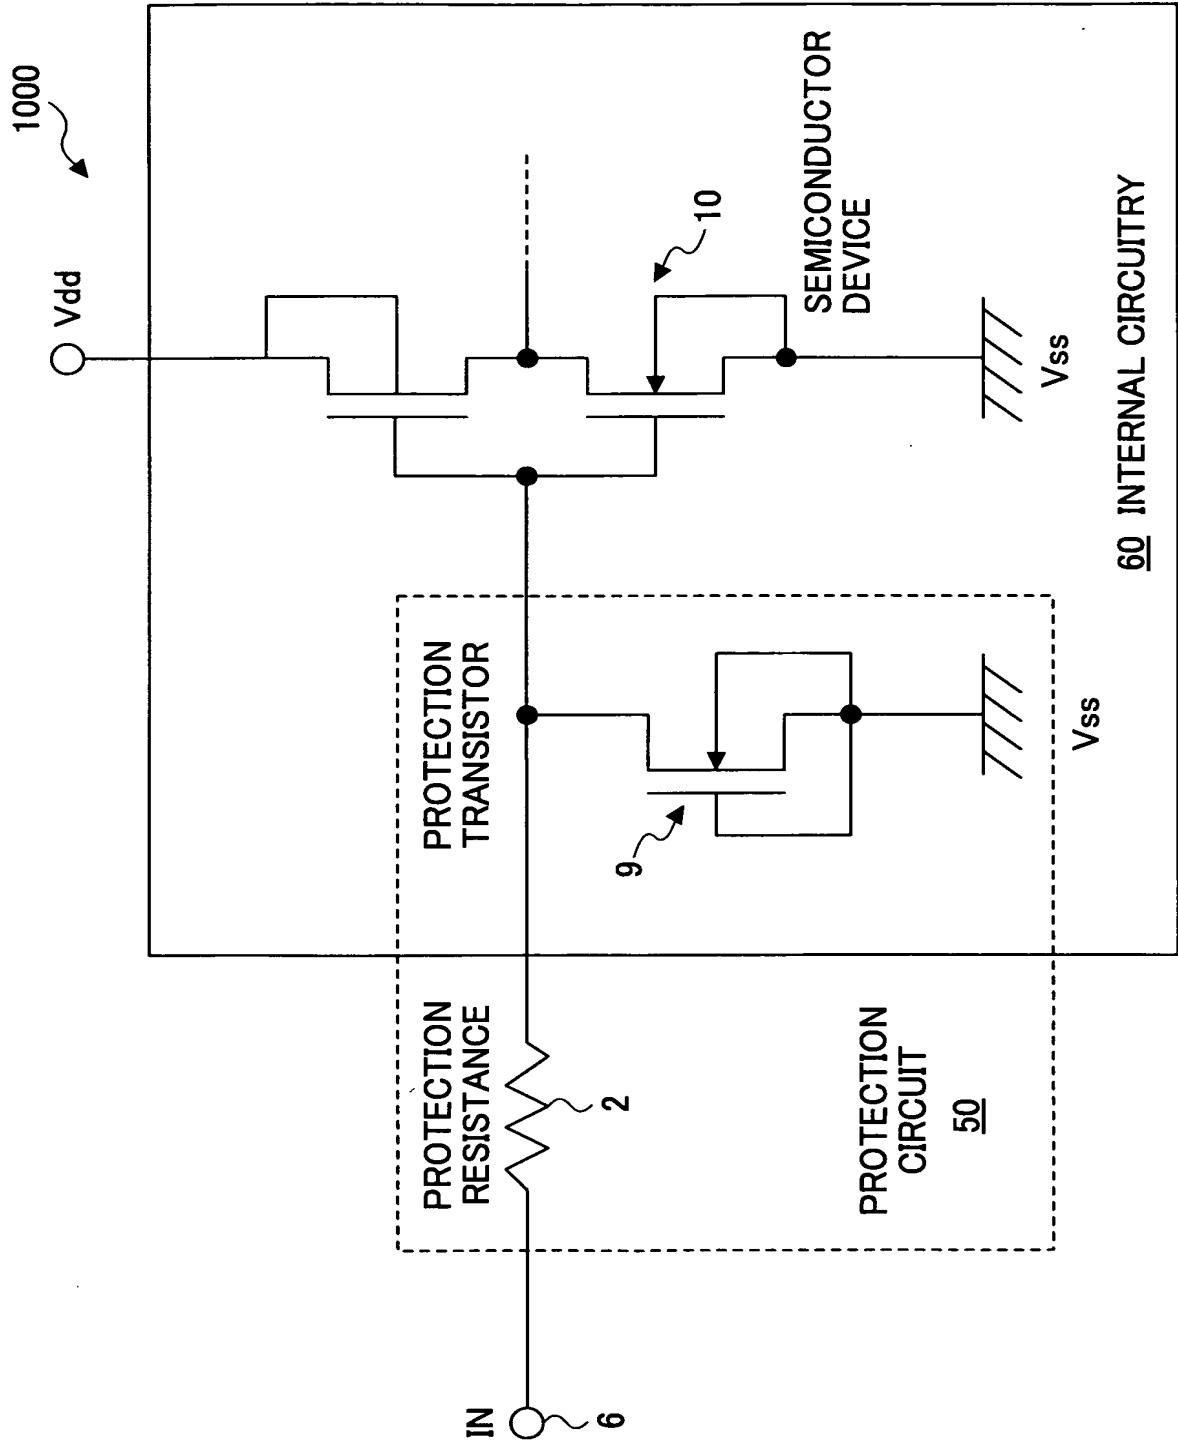 1000
Vdd
IN
6
PROTECTION
RESISTANCE
2
PROTECTION
TRANSISTOR
9
10
SEMICONDUCTOR
DEVICE
Vss
Vss
PROTECTION
CIRCUIT
50
60 INTERNAL CIRCUITRY